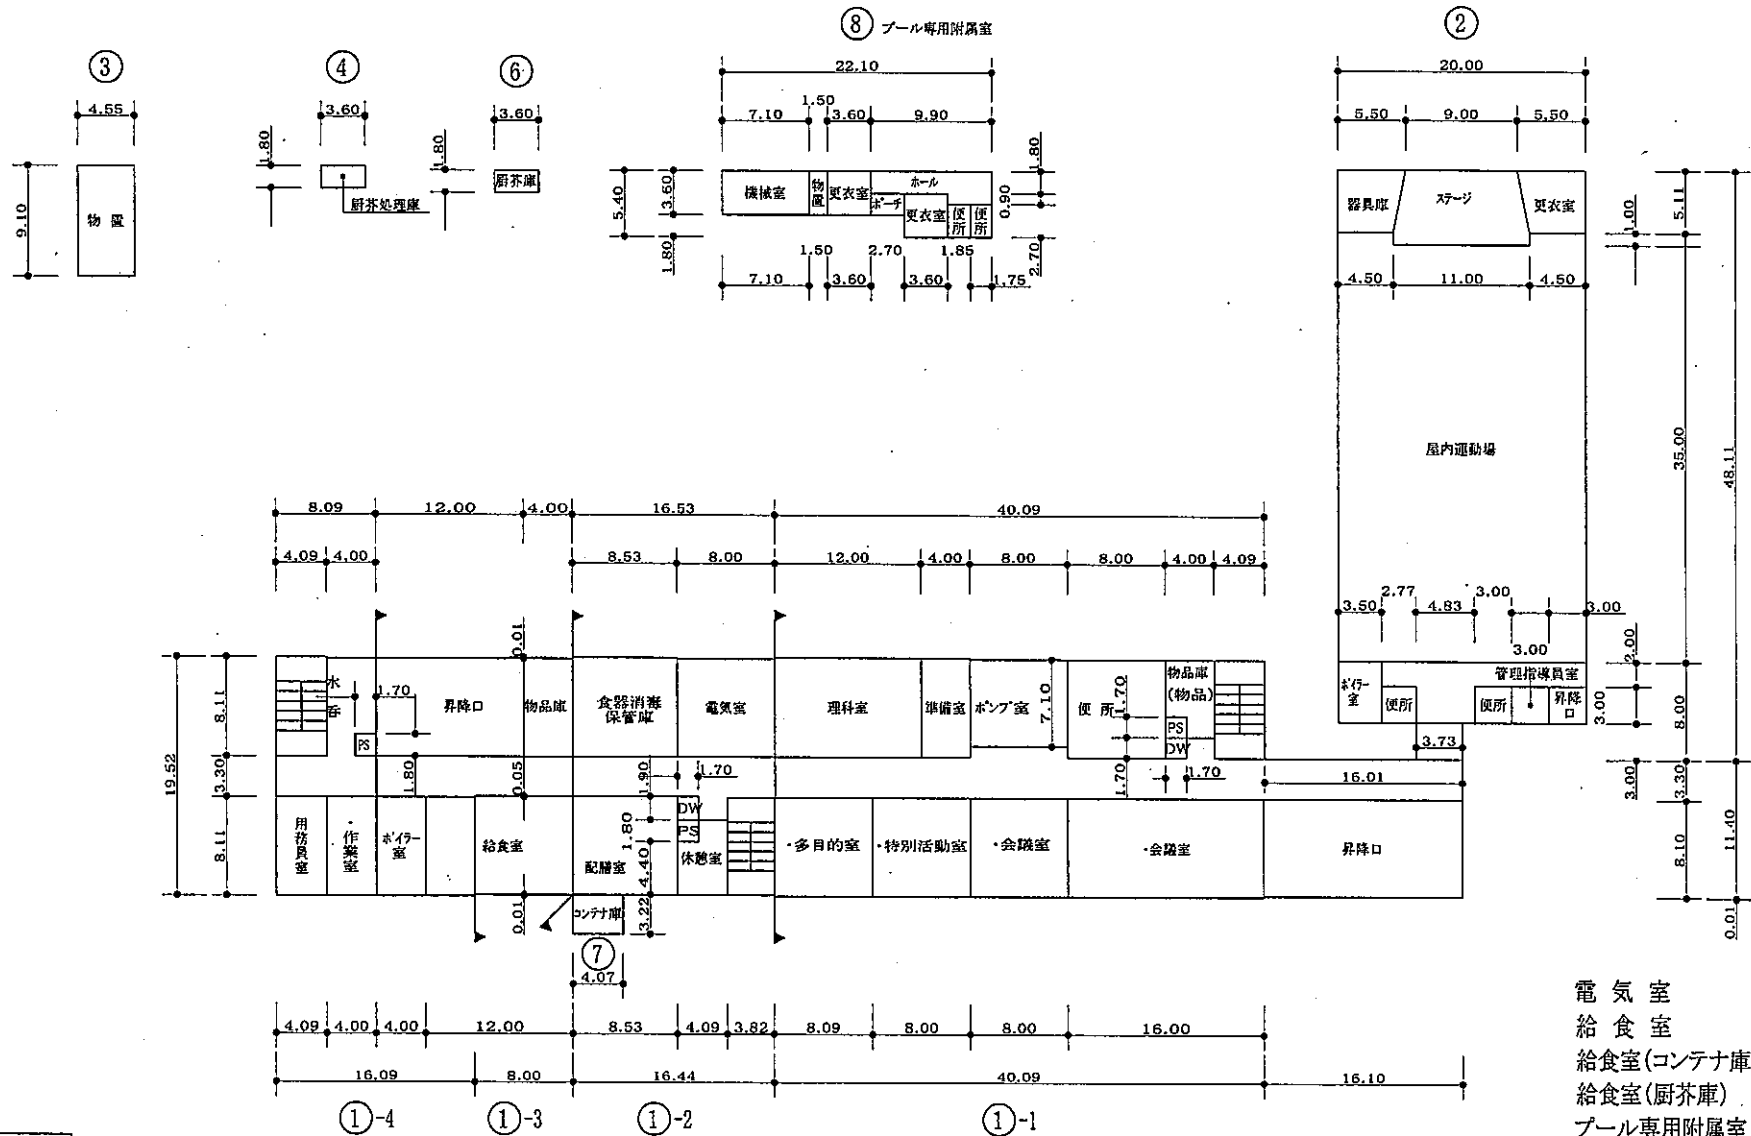 ⑧ プール専用附属室
②
③
④
⑥
22.10
20.00
4.55
3.60
3.60
1.50
7.10
3.60
9.90
5.50
9.00
5.50
1.80
1.80
1.80
9.10
物置
厨芥処理庫
厨芥庫
5.40
3.60
1.80
機械室
物置
更衣室
ホール
ポーチ
更衣室
便所
便所
0.90
2.70
1.50
2.70
1.85
7.10
3.60
3.60
1.75
器具庫
ステージ
更衣室
1.00
5.11
4.50
11.00
4.50
屋内運動場
35.00
48.11
8.09
12.00
4.00
16.53
40.09
4.09
4.00
8.53
8.00
12.00
4.00
8.00
8.00
4.00
4.09
2.77
3.00
3.50
4.83
3.00
3.00
2.00
管理指導員室
ボイラー室
便所
便所
昇降口
3.00
8.00
3.73
0.01
19.52
8.11
3.30
8.11
水呑
1.70
PS
1.80
昇降口
物品庫
食器消毒保管庫
電気室
理科室
準備室
ポンプ室
7.10
便所
1.70
物品庫(物品)
PS
DW
1.70
1.70
16.01
3.00
3.30
11.40
8.10
0.01
0.05
1.90
1.70
用務員室
・作業室
ボイラー室
給食室
配膳室
1.80
DW
PS
休憩室
4.40
3.22
0.01
コンテナ庫
・多目的室
・特別活動室
・会議室
・会議室
昇降口
⑦
4.07
4.09
4.00
4.00
12.00
8.53
4.09
3.82
8.09
8.00
8.00
16.00
16.09
8.00
16.44
40.09
16.10
①-4
①-3
①-2
①-1
電気室
給食室
給食室(コンテナ庫
給食室(厨芥庫)
プール専用附属室